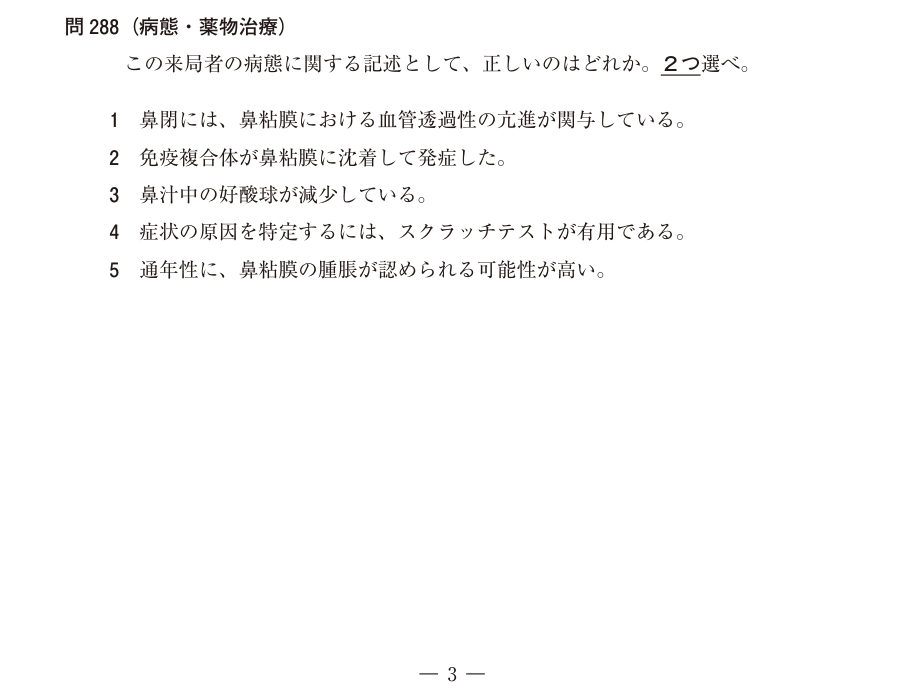 問 288（病態・薬物治療）
この来局者の病態に関する記述として、正しいのはどれか。２つ選べ。
1 鼻閉には、鼻粘膜における血管透過性の亢進が関与している。
2 免疫複合体が鼻粘膜に沈着して発症した。
3 鼻汁中の好酸球が減少している。
4 症状の原因を特定するには、スクラッチテストが有用である。
5 通年性に、鼻粘膜の腫脹が認められる可能性が高い。
― 3 ―